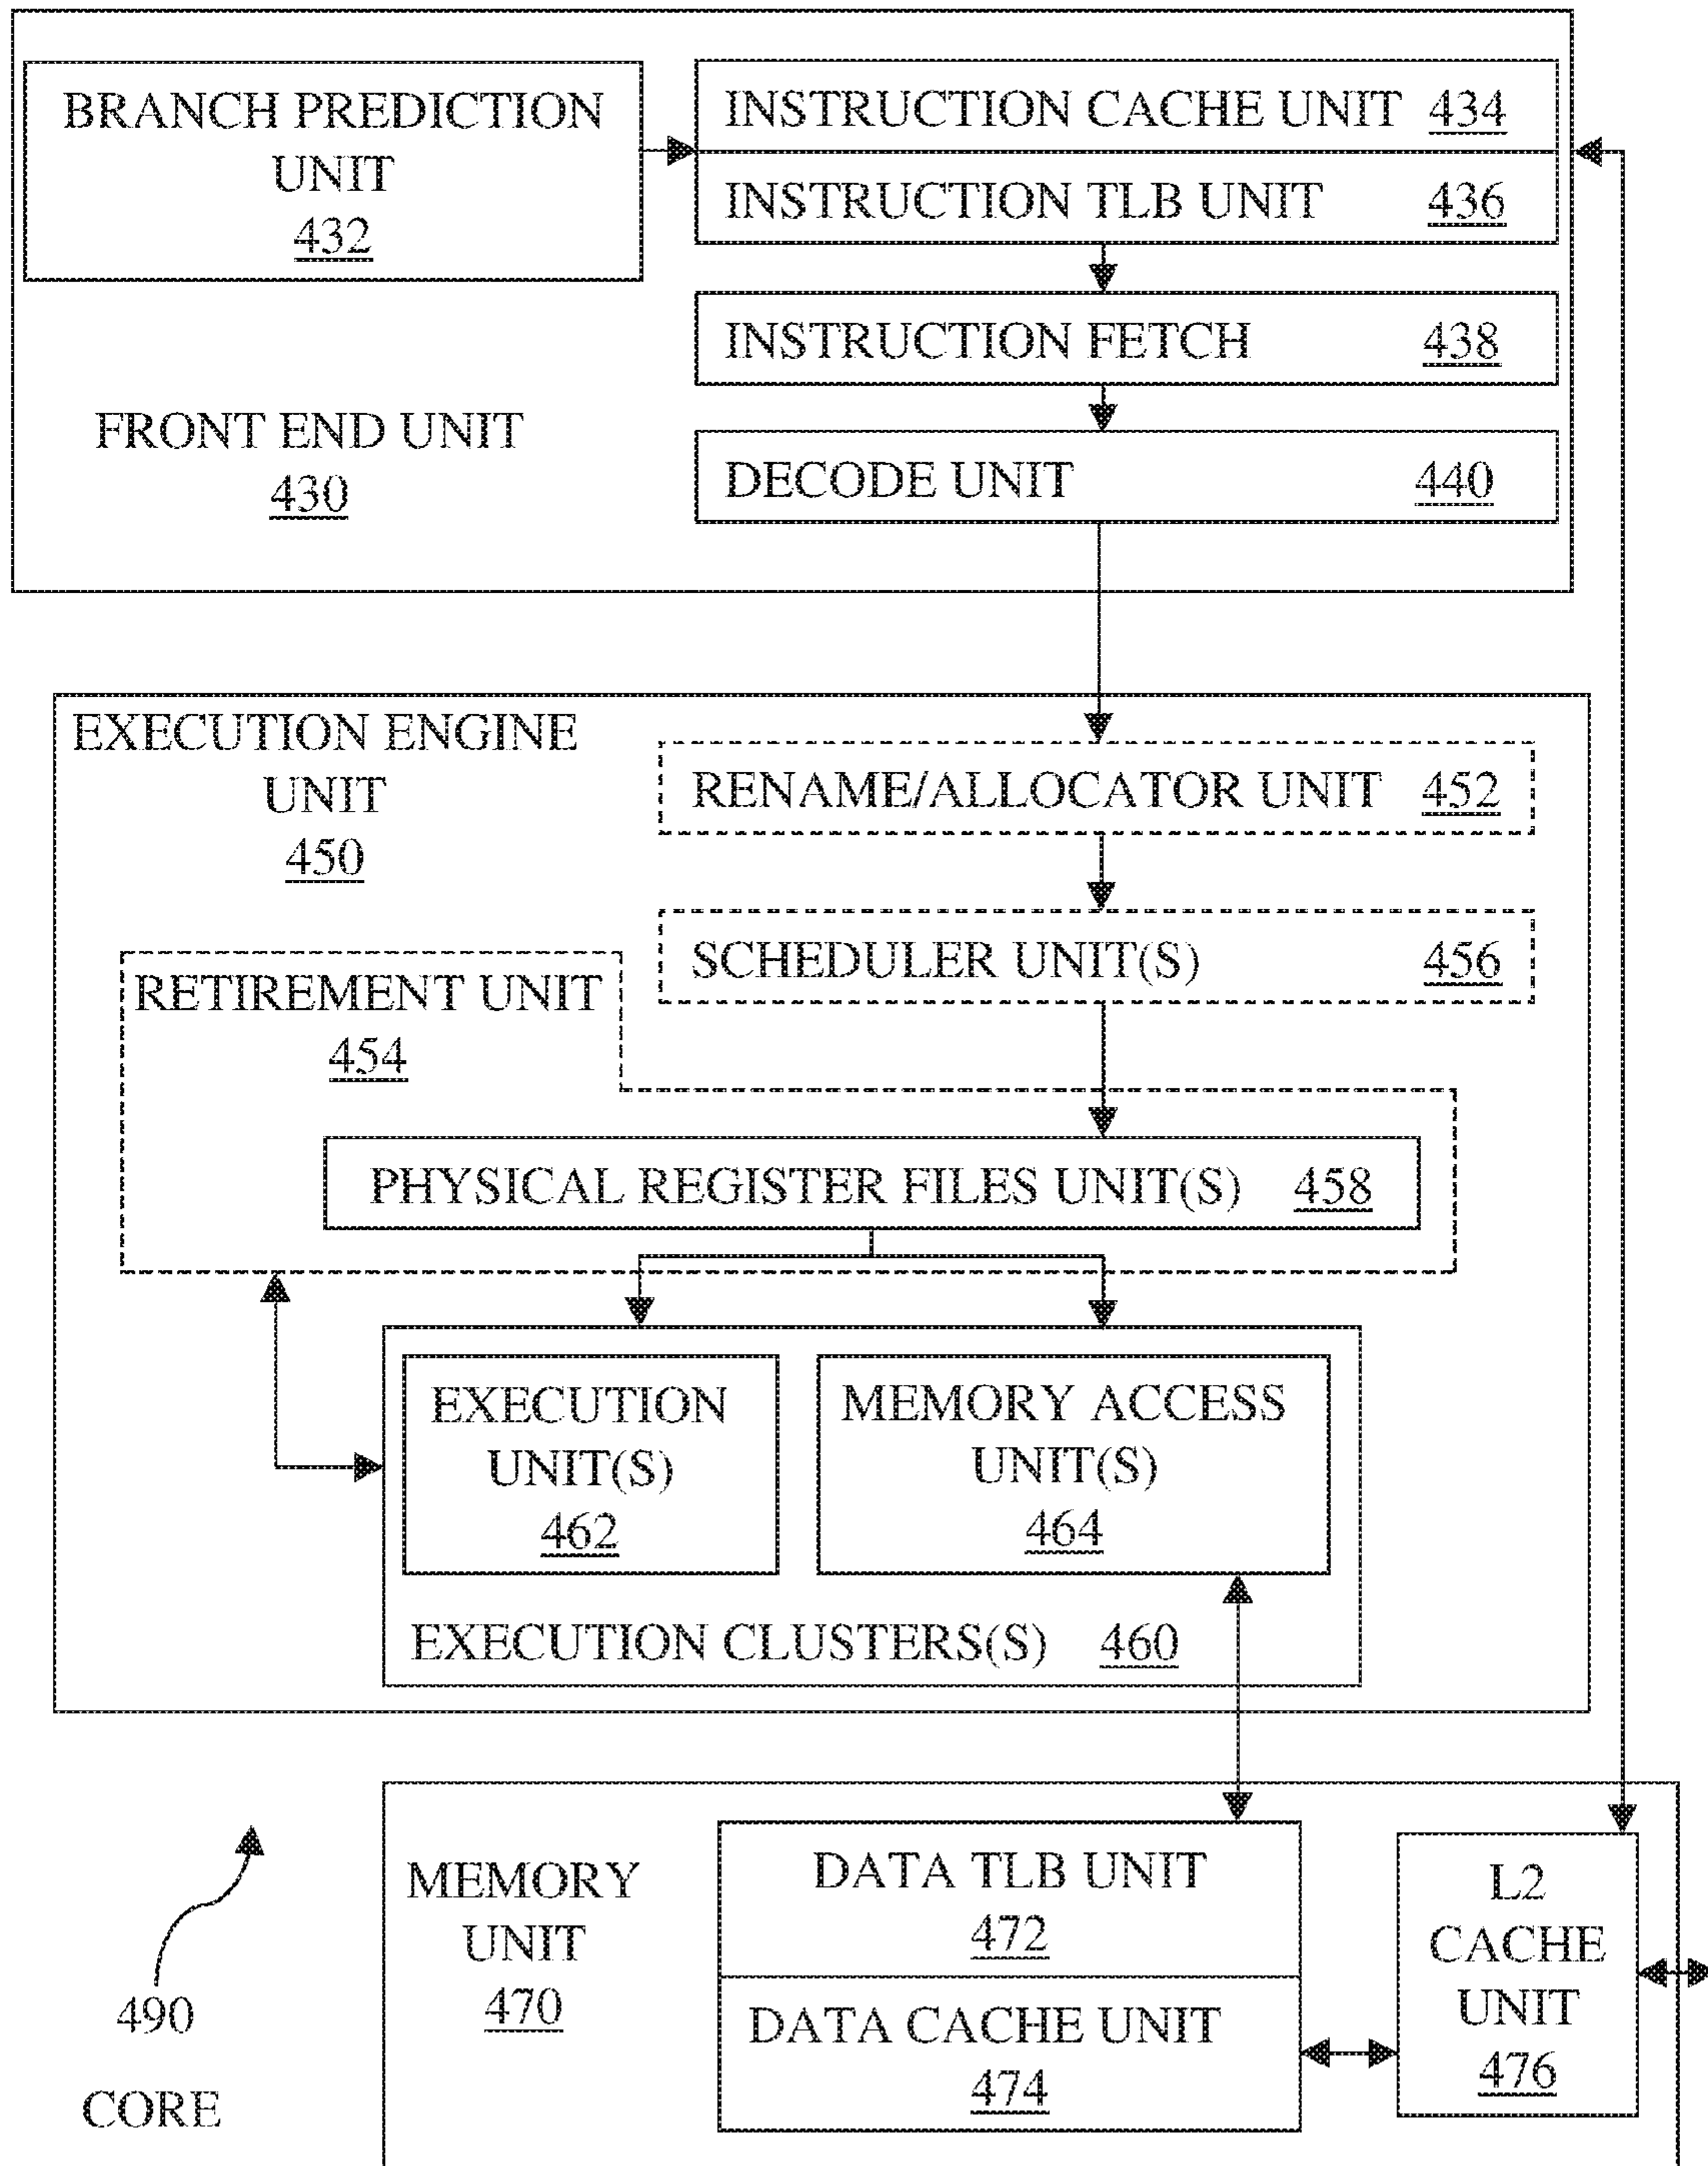 BRANCH PREDICTION
UNIT
432
INSTRUCTION CACHE UNIT 434
INSTRUCTION TLB UNIT 436
INSTRUCTION FETCH 438
FRONT END UNIT
430
DECODE UNIT 440
EXECUTION ENGINE
UNIT
450
RENAME/ALLOCATOR UNIT 452
SCHEDULER UNIT(S) 456
RETIREMENT UNIT
454
PHYSICAL REGISTER FILES UNIT(S) 458
EXECUTION
UNIT(S)
462
MEMORY ACCESS
UNIT(S)
464
EXECUTION CLUSTERS(S) 460
MEMORY
UNIT
470
DATA TLB UNIT
472
DATA CACHE UNIT
474
L2
CACHE
UNIT
476
490
CORE